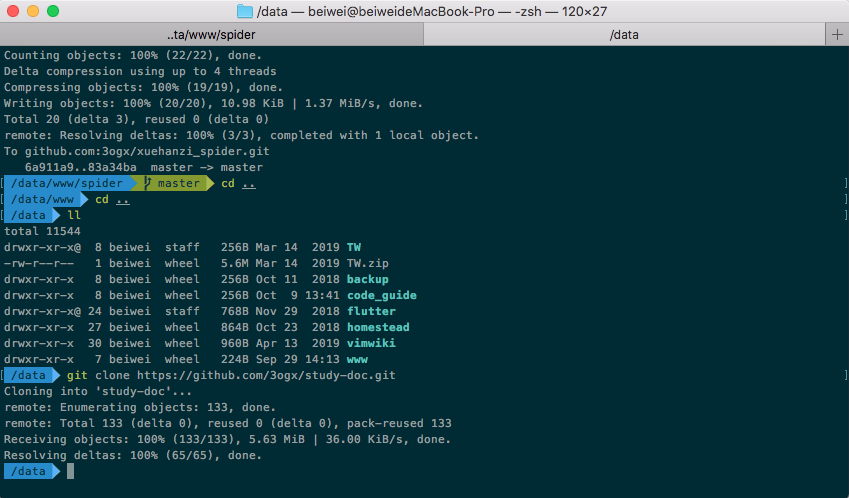 /data — beiwei@beiweideMacBook-Pro — -zsh — 120×27
..ta/www/spider
/data
Counting objects: 100% (22/22), done.
Delta compression using up to 4 threads
Compressing objects: 100% (19/19), done.
Writing objects: 100% (20/20), 10.98 KiB | 1.37 MiB/s, done.
Total 20 (delta 3), reused 0 (delta 0)
remote: Resolving deltas: 100% (3/3), completed with 1 local object.
To github.com:3ogx/xuehanzi_spider.git
   6a911a9..83a34ba  master -> master
/data/www/spider master cd ..
/data/www cd ..
/data ll
total 11544
drwxr-xr-x@  8 beiwei  staff   256B Mar 14  2019 TW
-rw-r--r--   1 beiwei  wheel   5.6M Mar 14  2019 TW.zip
drwxr-xr-x   8 beiwei  wheel   256B Oct 11  2018 backup
drwxr-xr-x   8 beiwei  wheel   256B Oct  9 13:41 code_guide
drwxr-xr-x@ 24 beiwei  staff   768B Nov 29  2018 flutter
drwxr-xr-x  27 beiwei  wheel   864B Oct 23  2018 homestead
drwxr-xr-x  30 beiwei  wheel   960B Apr 13  2019 vimwiki
drwxr-xr-x   7 beiwei  wheel   224B Sep 29 14:13 www
/data git clone https://github.com/3ogx/study-doc.git
Cloning into 'study-doc'...
remote: Enumerating objects: 133, done.
remote: Total 133 (delta 0), reused 0 (delta 0), pack-reused 133
Receiving objects: 100% (133/133), 5.63 MiB | 36.00 KiB/s, done.
Resolving deltas: 100% (65/65), done.
/data